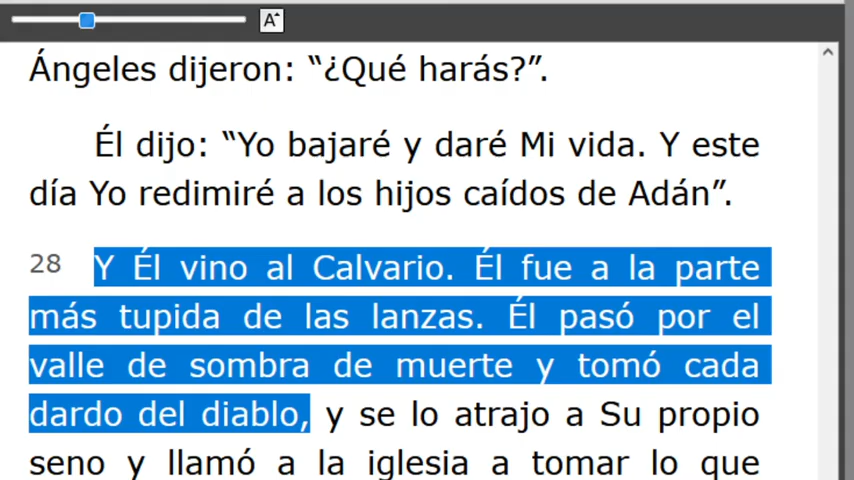 A
Ángeles dijeron: “¿Qué harás?”.
Él dijo: “Yo bajaré y daré Mi vida. Y este
día Yo redimiré a los hijos caídos de Adán”.
28 Y Él vino al Calvario. Él fue a la parte
más tupida de las lanzas. Él pasó por el
valle de sombra de muerte y tomó cada
dardo del diablo, y se lo atrajo a Su propio
seno y llamó a la iglesia a tomar lo que